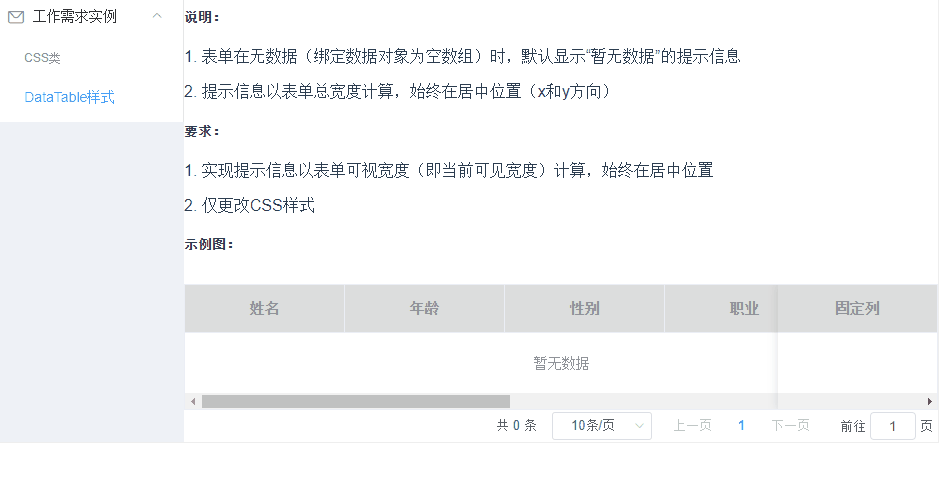 工作需求实例
CSS类
DataTable样式
说明：
1. 表单在无数据（绑定数据对象为空数组）时，默认显示“暂无数据”的提示信息
2. 提示信息以表单总宽度计算，始终在居中位置（x和y方向）
要求：
1. 实现提示信息以表单可视宽度（即当前可见宽度）计算，始终在居中位置
2. 仅更改CSS样式
示例图：
姓名 年龄 性别 职业 固定列
暂无数据
共 0 条 10条/页 上一页 1 下一页 前往 1 页